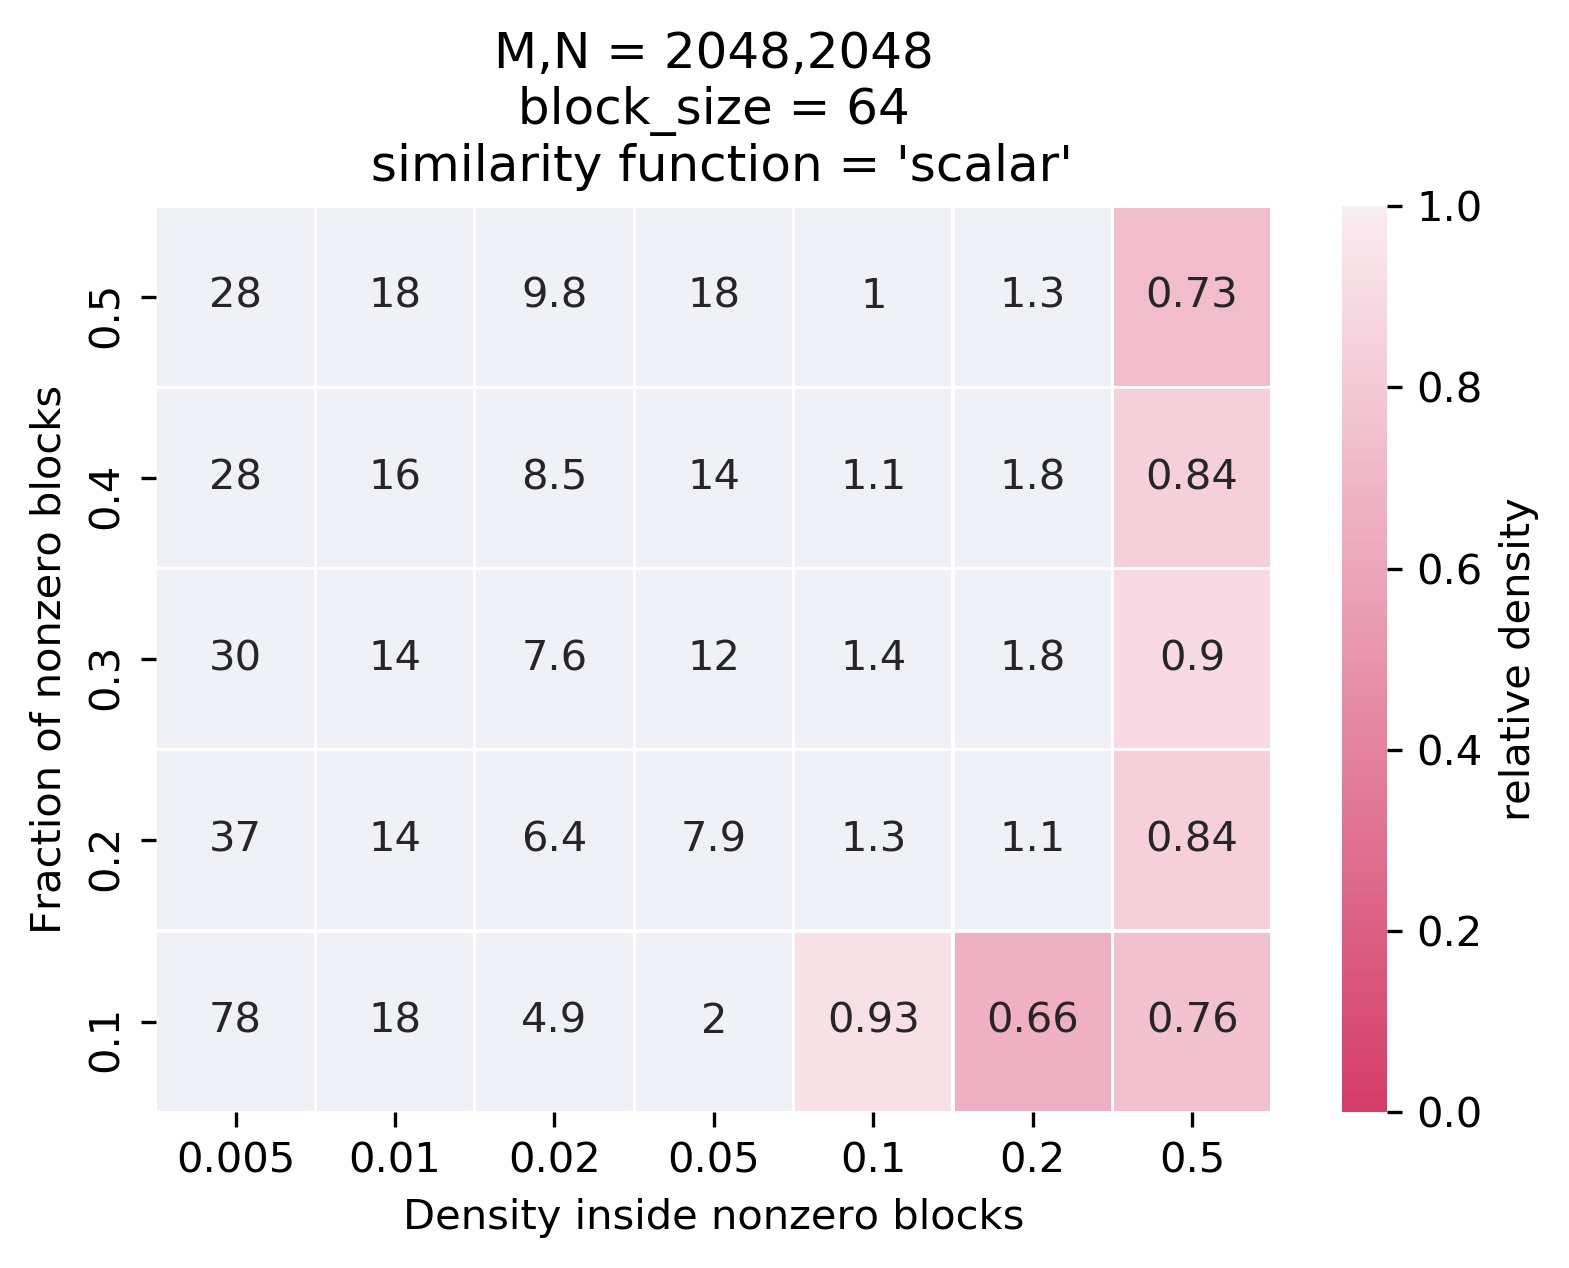 M,N = 2048,2048
block_size = 64
similarity function = 'scalar'
Fraction of nonzero blocks
0.5
28 18 9.8 18 1 1.3 0.73
0.4
28 16 8.5 14 1.1 1.8 0.84
0.3
30 14 7.6 12 1.4 1.8 0.9
0.2
37 14 6.4 7.9 1.3 1.1 0.84
0.1
78 18 4.9 2 0.93 0.66 0.76
0.005 0.01 0.02 0.05 0.1 0.2 0.5
Density inside nonzero blocks
1.0
0.8
0.6
0.4
0.2
0.0
relative density